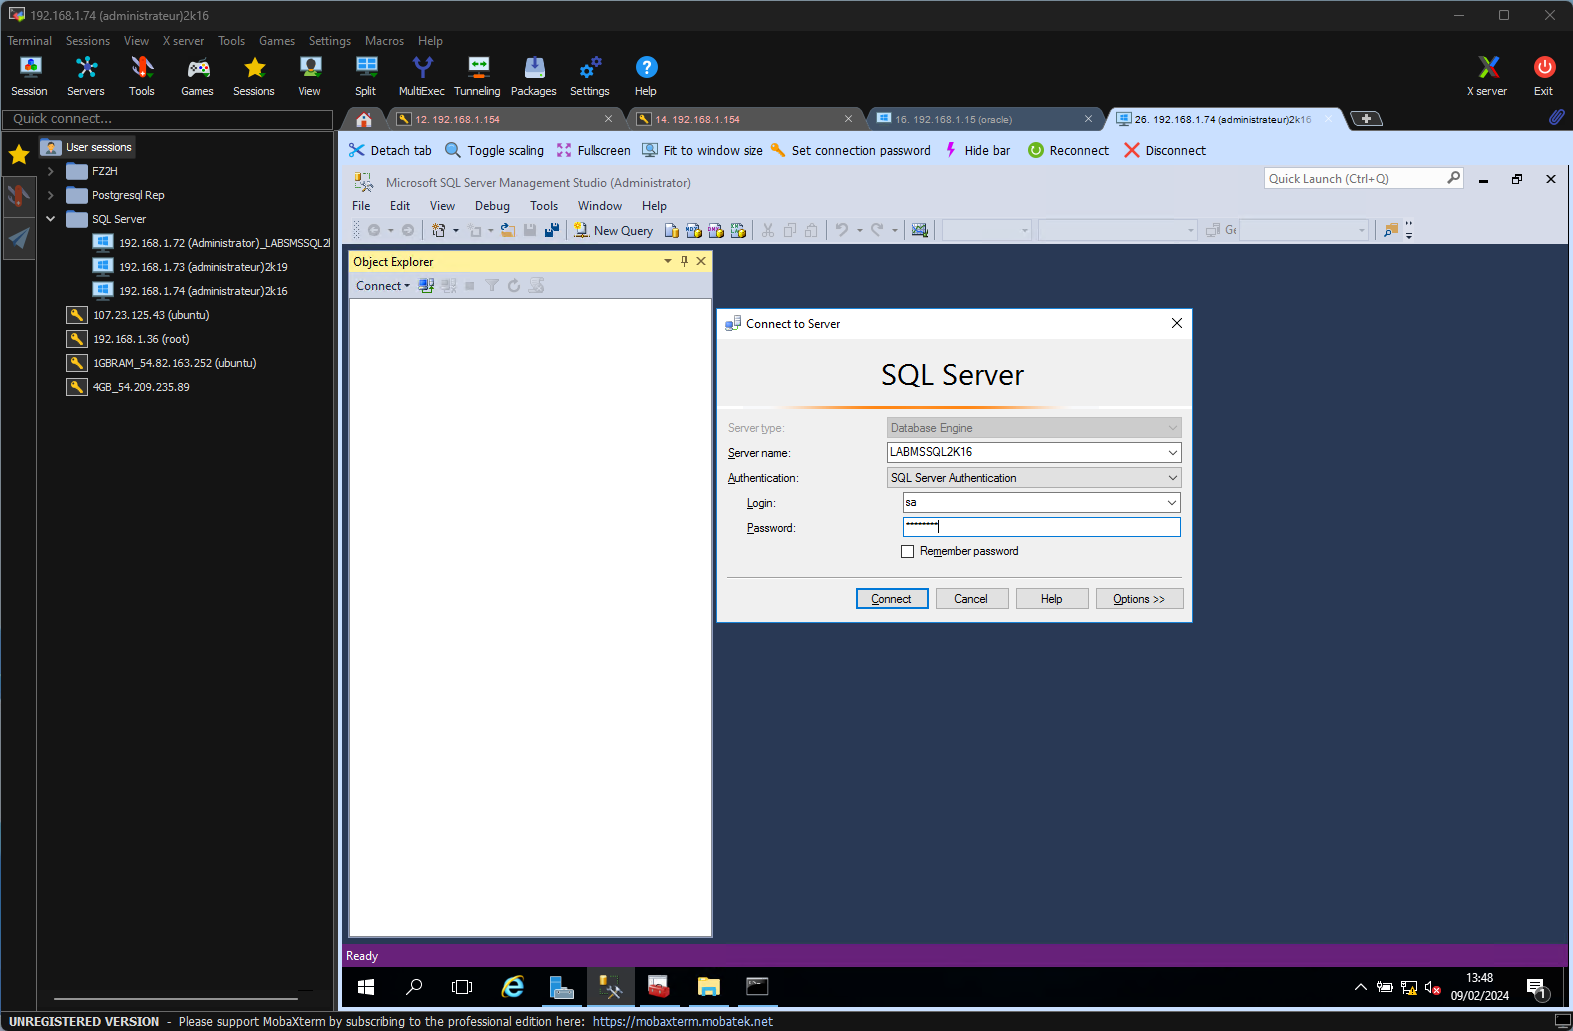 192.168.1.74 (administrateur)2k16
Terminal Sessions View X server Tools Games Settings Macros Help
Session Servers Tools Games Sessions View Split MultiExec Tunneling Packages Settings Help X server Exit
Quick connect...
12. 192.168.1.154
14. 192.168.1.154
16. 192.168.1.15 (oracle)
26. 192.168.1.74 (administrateur)2k16
User sessions
FZ2H
Postgresql Rep
SQL Server
192.168.1.72 (Administrator)_LABSMSSQL2
192.168.1.73 (administrateur)2k19
192.168.1.74 (administrateur)2k16
107.23.125.43 (ubuntu)
192.168.1.36 (root)
1GBRAM_54.82.163.252 (ubuntu)
4GB_54.209.235.89
Detach tab Toggle scaling Fullscreen Fit to window size Set connection password Hide bar Reconnect Disconnect
Microsoft SQL Server Management Studio (Administrator)
Quick Launch (Ctrl+Q)
File Edit View Debug Tools Window Help
New Query
MDX DMX XMLA
Ge
Object Explorer
Connect
Connect to Server
SQL Server
Server type: Database Engine
Server name: LABMSSQL2K16
Authentication: SQL Server Authentication
Login: sa
Password: ********
Remember password
Connect Cancel Help Options >>
Ready
13:48
09/02/2024
1
UNREGISTERED VERSION - Please support MobaXterm by subscribing to the professional edition here: https://mobaxterm.mobatek.net